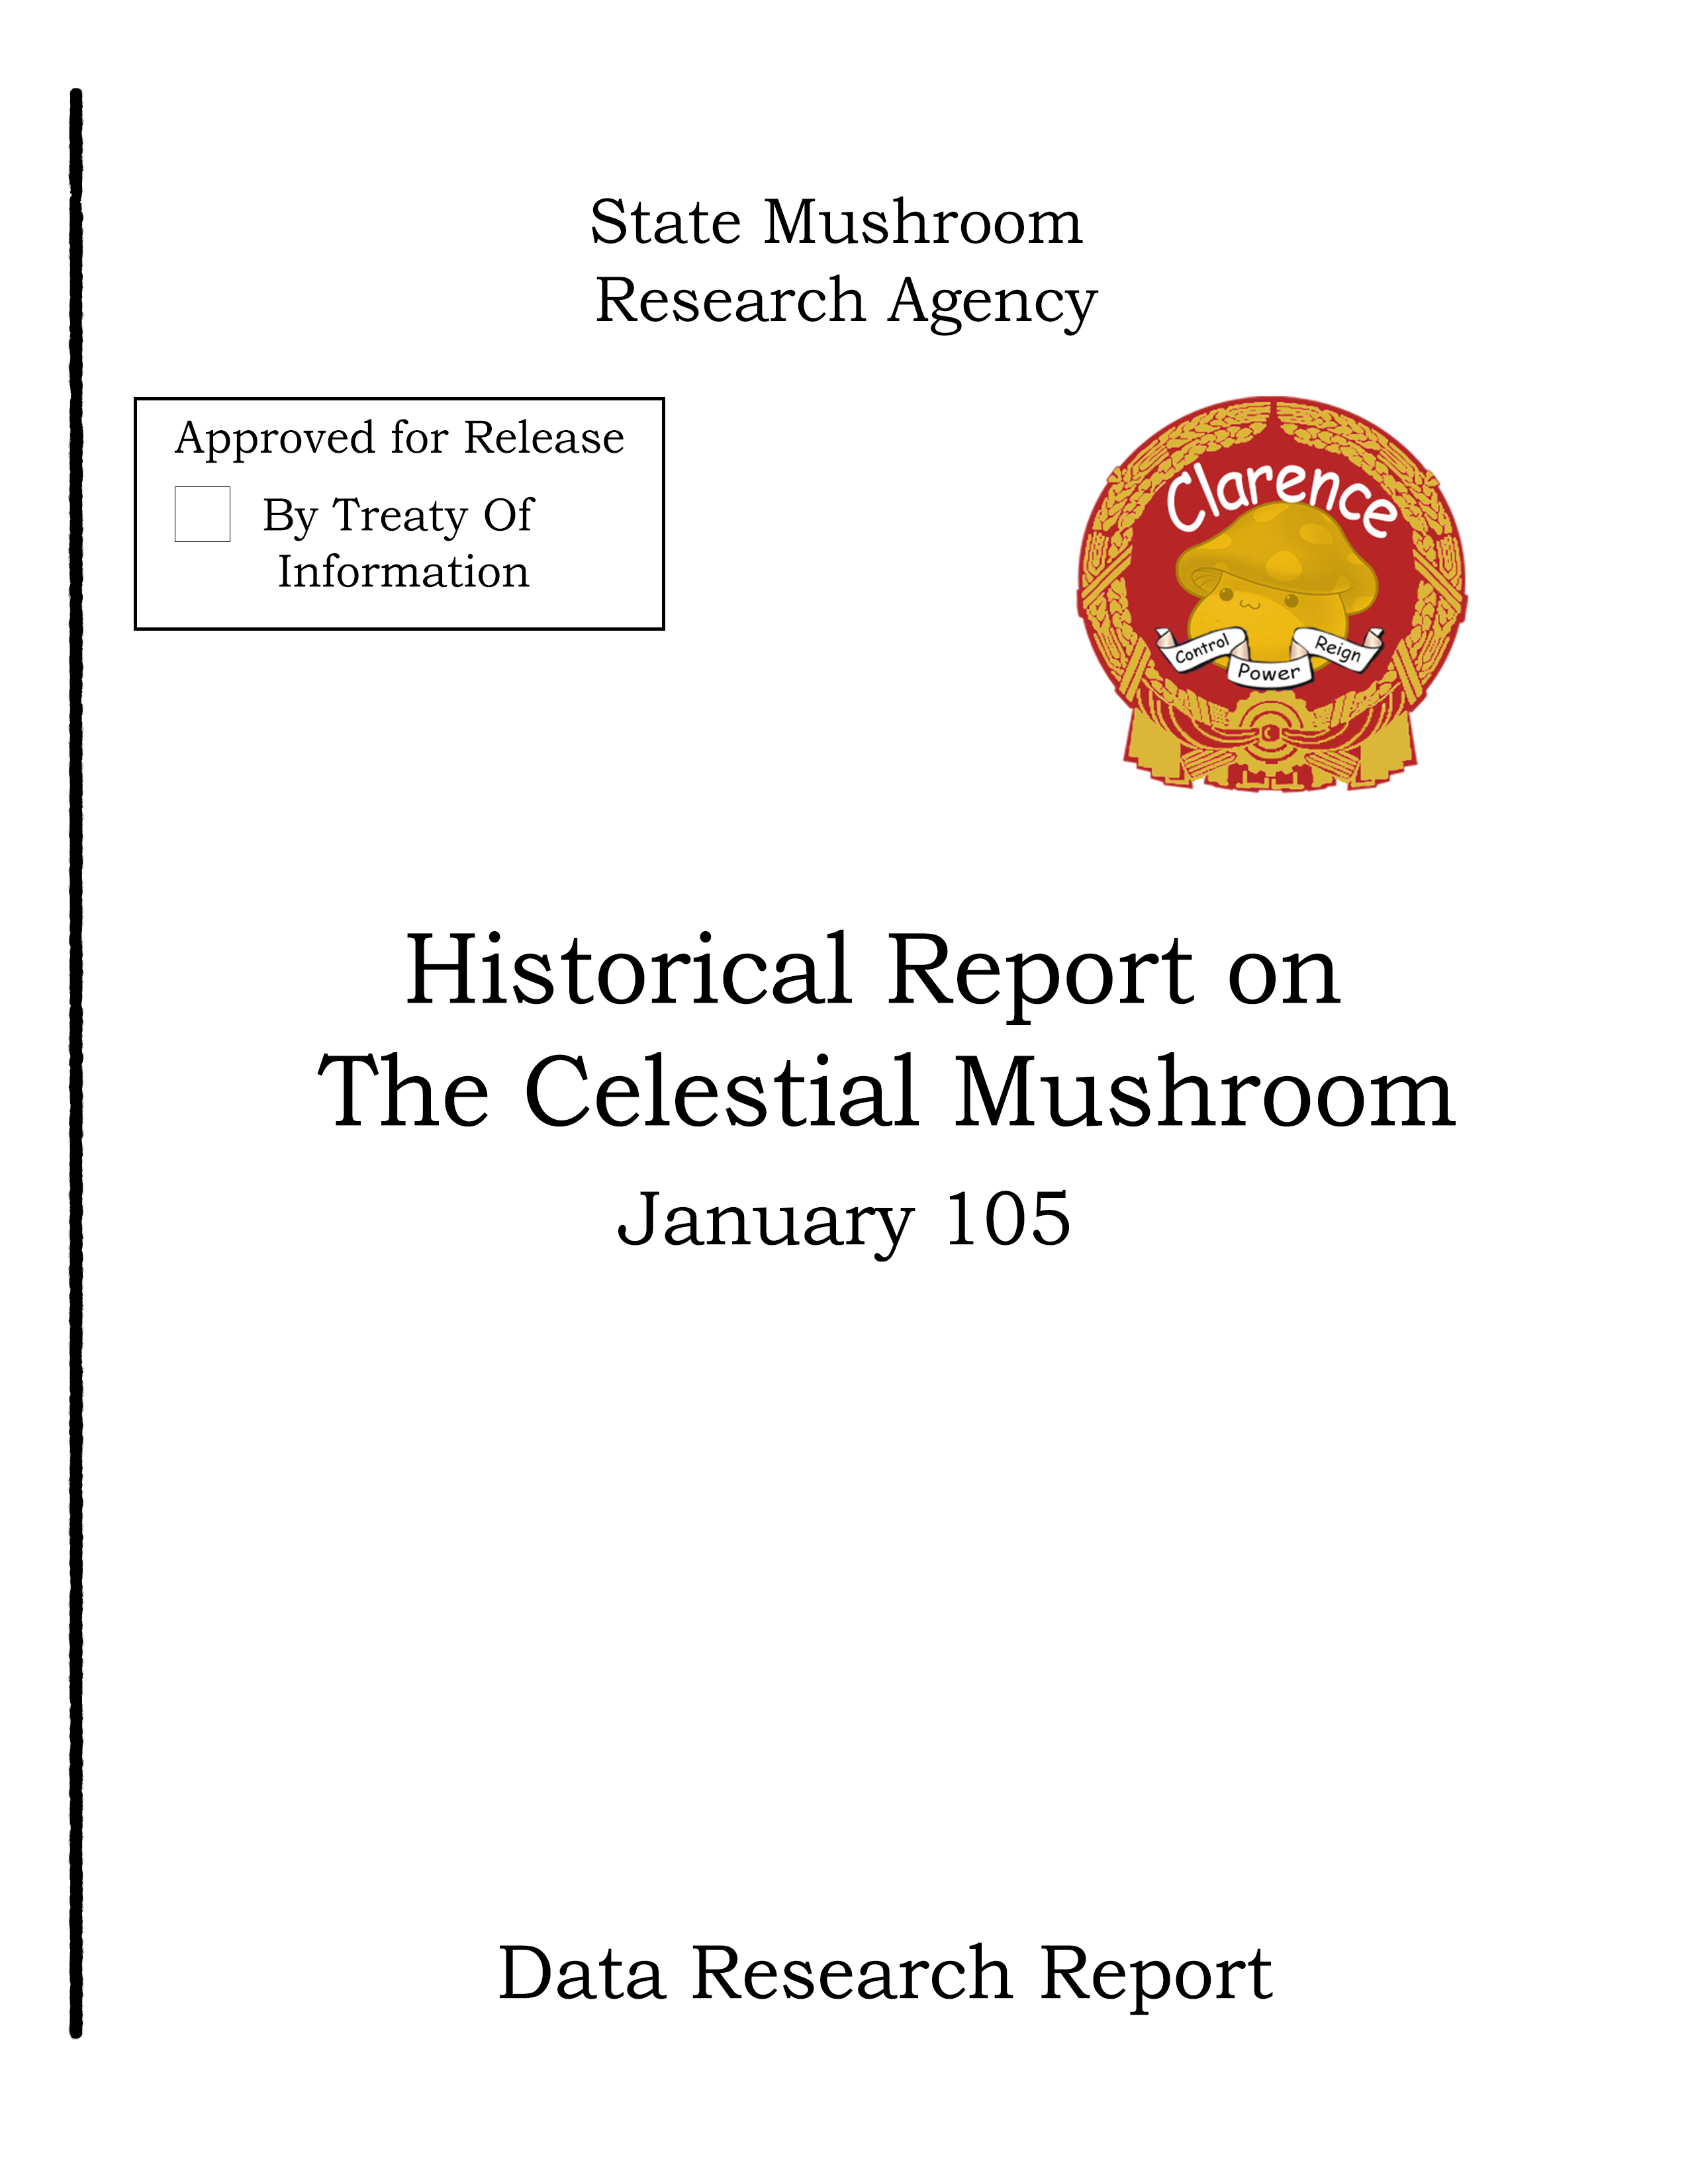 State Mushroom
Research Agency
Approved for Release
By Treaty Of
Information
Clarence
Control
Power
Reign
Historical Report on
The Celestial Mushroom
January 105
Data Research Report